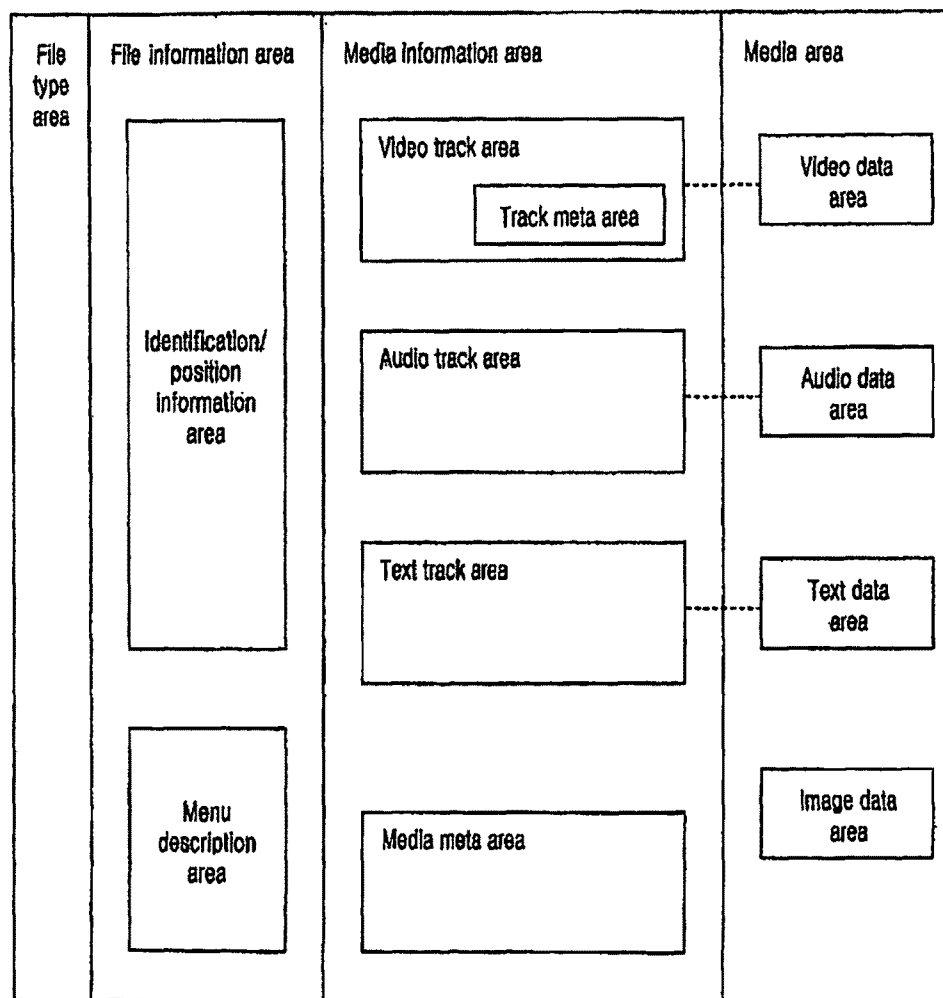 File
type
area
File information area
Identification/
position
information
area
Menu
description
area
Media information area
Video track area
Track meta area
Audio track area
Text track area
Media meta area
Media area
Video data
area
Audio data
area
Text data
area
Image data
area